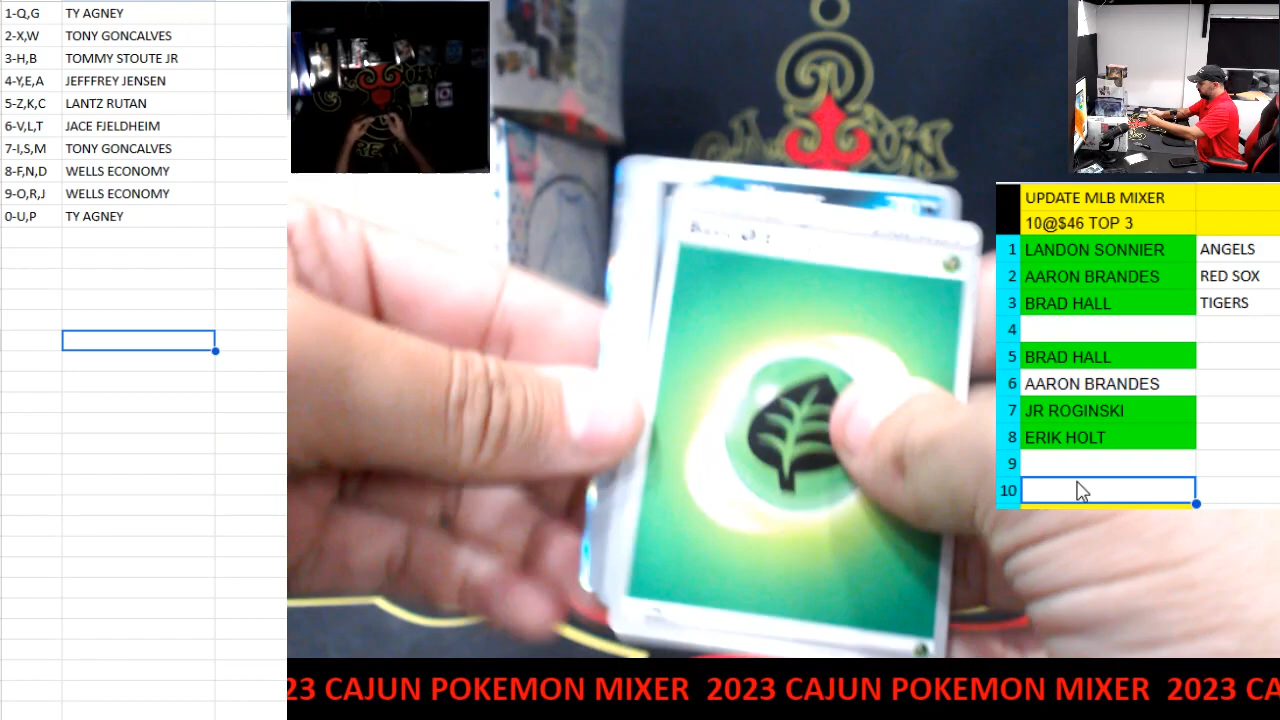 1-Q,G TY AGNEY
2-X,W TONY GONCALVES
3-H,B TOMMY STOUTE JR
4-Y,E,A JEFFFREY JENSEN
5-Z,K,C LANTZ RUTAN
6-V,L,T JACE FJELDHEIM
7-I,S,M TONY GONCALVES
8-F,N,D WELLS ECONOMY
9-O,R,J WELLS ECONOMY
0-U,P TY AGNEY
UPDATE MLB MIXER
10@$46 TOP 3
1 LANDON SONNIER ANGELS
2 AARON BRANDES RED SOX
3 BRAD HALL TIGERS
4
5 BRAD HALL
6 AARON BRANDES
7 JR ROGINSKI
8 ERIK HOLT
9
10
23 CAJUN POKEMON MIXER 2023 CAJUN POKEMON MIXER 2023 CA